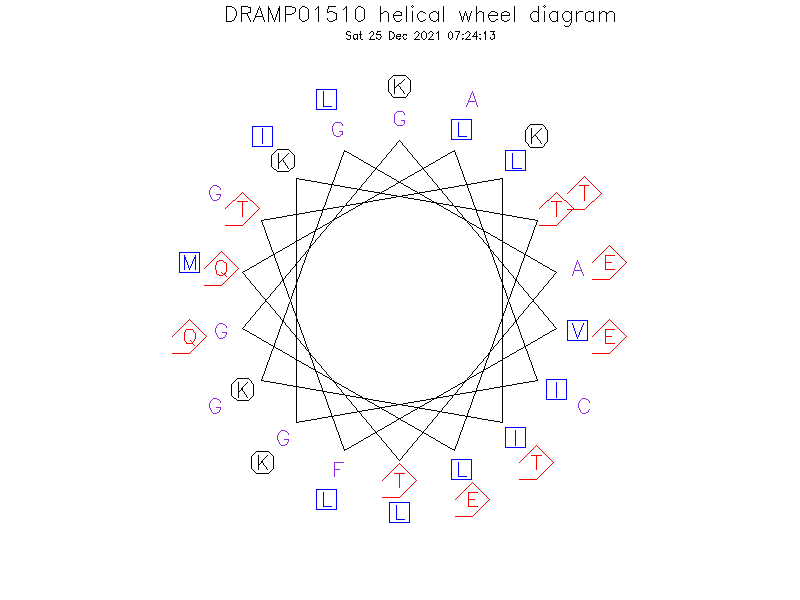 DRAMP01510 helical wheel diagram
Sat 25 Dec 2021 07:24:13
K
L A
G G L
I K L K
G T T T
M Q A E
Q G V E
G K I C
K G I T
F T L
L L E